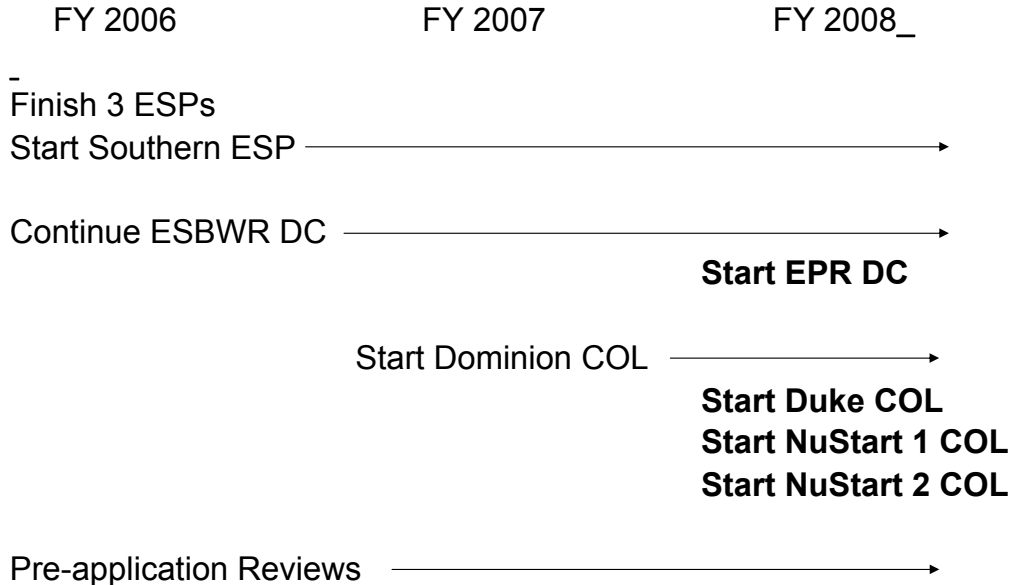 FY 2006 FY 2007 FY 2008_
-
Finish 3 ESPs
Start Southern ESP
Continue ESBWR DC
Start EPR DC
Start Dominion COL
Start Duke COL
Start NuStart 1 COL
Start NuStart 2 COL
Pre-application Reviews